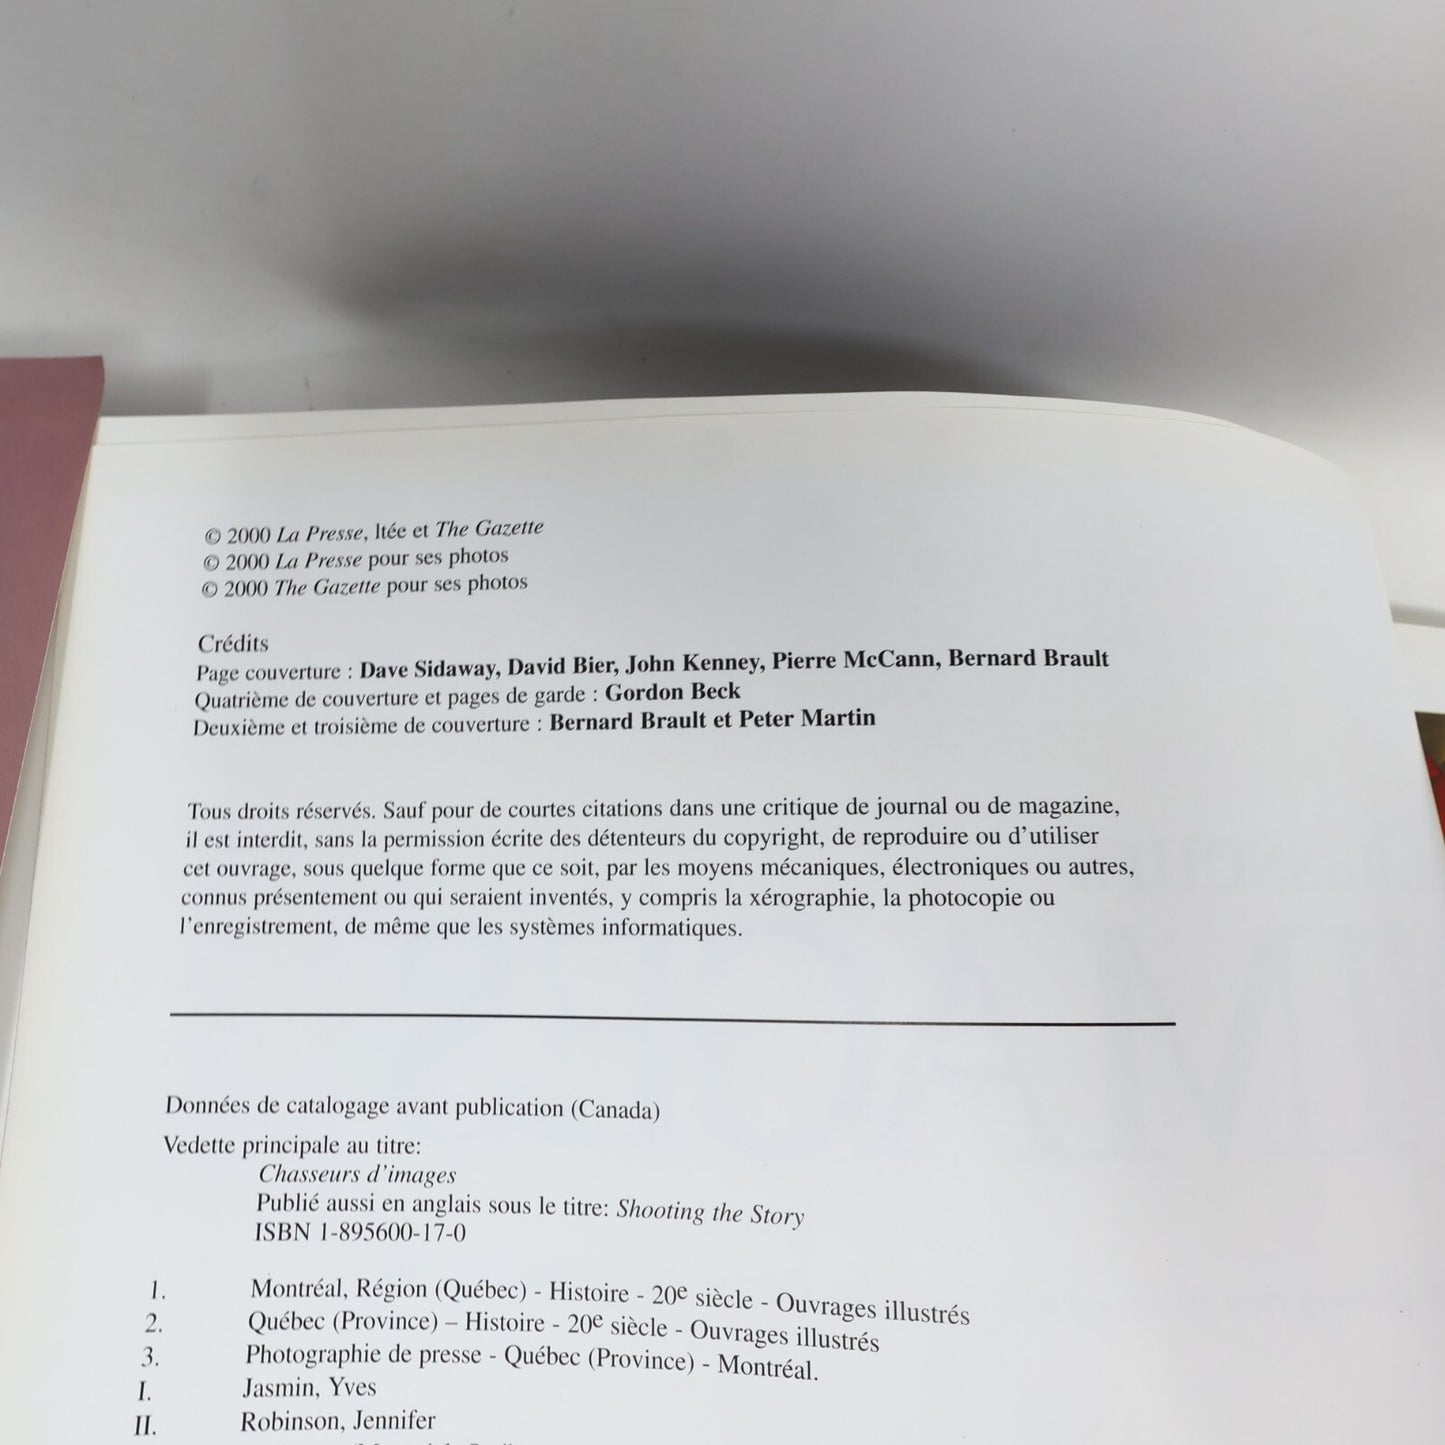 © 2000 La Presse, ltée et The Gazette
© 2000 La Presse pour ses photos
© 2000 The Gazette pour ses photos
Crédits
Page couverture : Dave Sidaway, David Bier, John Kenney, Pierre McCann, Bernard Brault
Quatrième de couverture et pages de garde : Gordon Beck
Deuxième et troisième de couverture : Bernard Brault et Peter Martin
Tous droits réservés. Sauf pour de courtes citations dans une critique de journal ou de magazine,
il est interdit, sans la permission écrite des détenteurs du copyright, de reproduire ou d'utiliser
cet ouvrage, sous quelque forme que ce soit, par les moyens mécaniques, électroniques ou autres,
connus présentement ou qui seraient inventés, y compris la xérographie, la photocopie ou
l'enregistrement, de même que les systèmes informatiques.
Données de catalogage avant publication (Canada)
Vedette principale au titre:
Chasseurs d'images
Publié aussi en anglais sous le titre: Shooting the Story
ISBN 1-895600-17-0
1. Montréal, Région (Québec) - Histoire - 20e siècle - Ouvrages illustrés
2. Québec (Province) – Histoire - 20e siècle - Ouvrages illustrés
3. Photographie de presse - Québec (Province) - Montréal.
I. Jasmin, Yves
II. Robinson, Jennifer